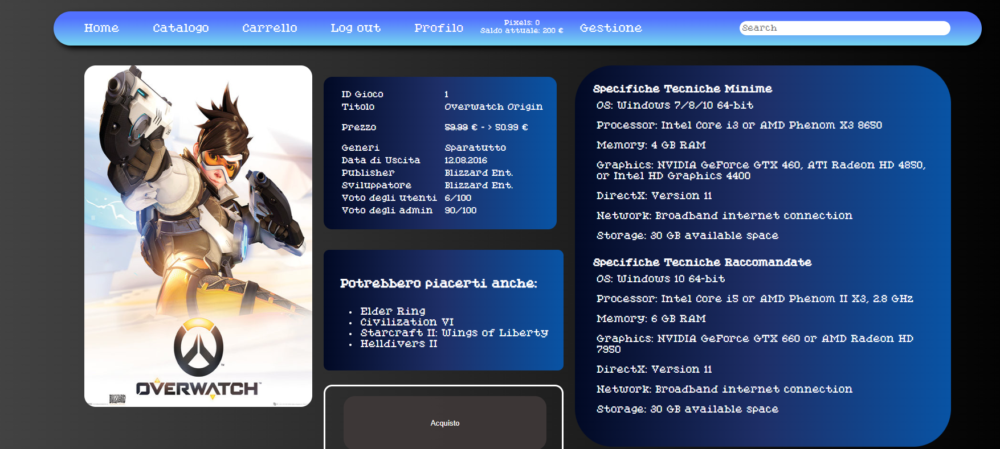 Home Catalogo Carrello Log out Profilo Pixels: 0 Gestione Search
Saldo attuale: 200 €
OVERWATCH™
BLIZZARD
ID Gioco 1
Titolo Overwatch Origin
Prezzo 59.99 € - > 50.99 €
Generi Sparatutto
Data di Uscita 12.08.2016
Publisher Blizzard Ent.
Sviluppatore Blizzard Ent.
Voto degli utenti 6/100
Voto degli admin 90/100
Potrebbero piacerti anche:
Elder Ring
Civilization VI
Starcraft II: Wings of Liberty
Helldivers II
Acquisto
Specifiche Tecniche Minime
OS: Windows 7/8/10 64-bit
Processor: Intel Core i3 or AMD Phenom X3 8650
Memory: 4 GB RAM
Graphics: NVIDIA GeForce GTX 460, ATI Radeon HD 4850,
or Intel HD Graphics 4400
DirectX: Version 11
Network: Broadband internet connection
Storage: 30 GB available space
Specifiche Tecniche Raccomandate
OS: Windows 10 64-bit
Processor: Intel Core i5 or AMD Phenom II X3, 2.8 GHz
Memory: 6 GB RAM
Graphics: NVIDIA GeForce GTX 660 or AMD Radeon HD
7950
DirectX: Version 11
Network: Broadband internet connection
Storage: 30 GB available space